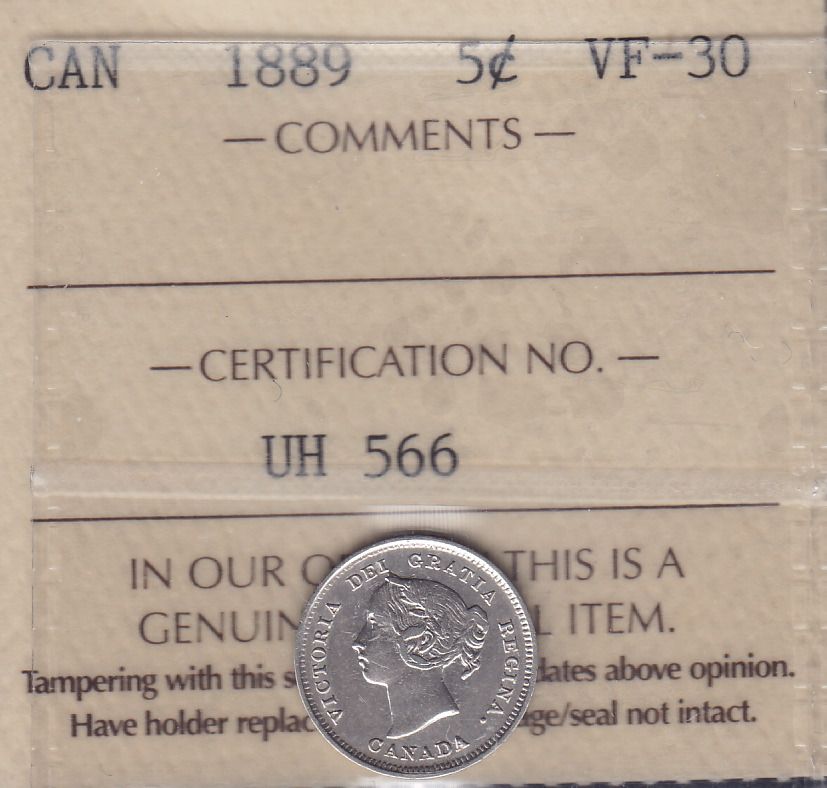 CAN 1889 5¢ VF-30
— COMMENTS —
— CERTIFICATION NO. —
UH 566
IN OUR O THIS IS A
GENUIN L ITEM.
Tampering with this s dates above opinion.
Have holder replac ge/seal not intact.
VICTORIA DEI GRATIA REGINA.
CANADA